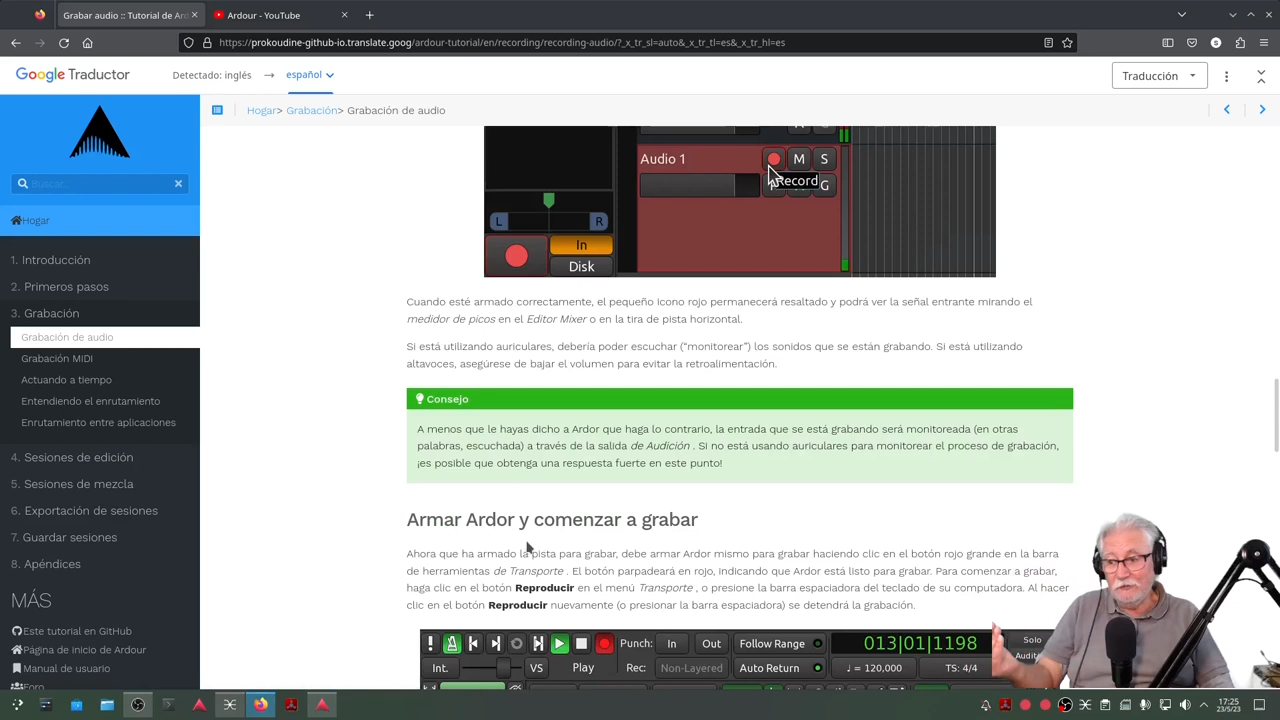 Grabar audio :: Tutorial de Ard
Ardour - YouTube
https://prokoudine-github-io.translate.goog/ardour-tutorial/en/recording/recording-audio/?_x_tr_sl=auto&_x_tr_tl=es&_x_tr_hl=es
Google Traductor
Detectado: inglés
español
Traducción
Hogar> Grabación> Grabación de audio
Buscar...
Hogar
1. Introducción
2. Primeros pasos
3. Grabación
Grabación de audio
Grabación MIDI
Actuando a tiempo
Entendiendo el enrutamiento
Enrutamiento entre aplicaciones
4. Sesiones de edición
5. Sesiones de mezcla
6. Exportación de sesiones
7. Guardar sesiones
8. Apéndices
MÁS
Este tutorial en GitHub
Página de inicio de Ardour
Manual de usuario
Foro
Audio 1
M
S
Record
G
L
R
In
Disk
Cuando esté armado correctamente, el pequeño icono rojo permanecerá resaltado y podrá ver la señal entrante mirando el
medidor de picos en el Editor Mixer o en la tira de pista horizontal.
Si está utilizando auriculares, debería poder escuchar (“monitorear”) los sonidos que se están grabando. Si está utilizando
altavoces, asegúrese de bajar el volumen para evitar la retroalimentación.
Consejo
A menos que le hayas dicho a Ardor que haga lo contrario, la entrada que se está grabando será monitoreada (en otras
palabras, escuchada) a través de la salida de Audición . Si no está usando auriculares para monitorear el proceso de grabación,
¡es posible que obtenga una respuesta fuerte en este punto!
Armar Ardor y comenzar a grabar
Ahora que ha armado la pista para grabar, debe armar Ardor mismo para grabar haciendo clic en el botón rojo grande en la barra
de herramientas de Transporte . El botón parpadeará en rojo, indicando que Ardor está listo para grabar. Para comenzar a grabar,
haga clic en el botón Reproducir en el menú Transporte , o presione la barra espaciadora del teclado de su computadora. Al hacer
clic en el botón Reproducir nuevamente (o presionar la barra espaciadora) se detendrá la grabación.
Punch: In Out Follow Range 013|01|1198 Solo
Int. VS Play Rec: Non-Layered Auto Return ♩ = 120,000 TS: 4/4
17:25
23/5/23